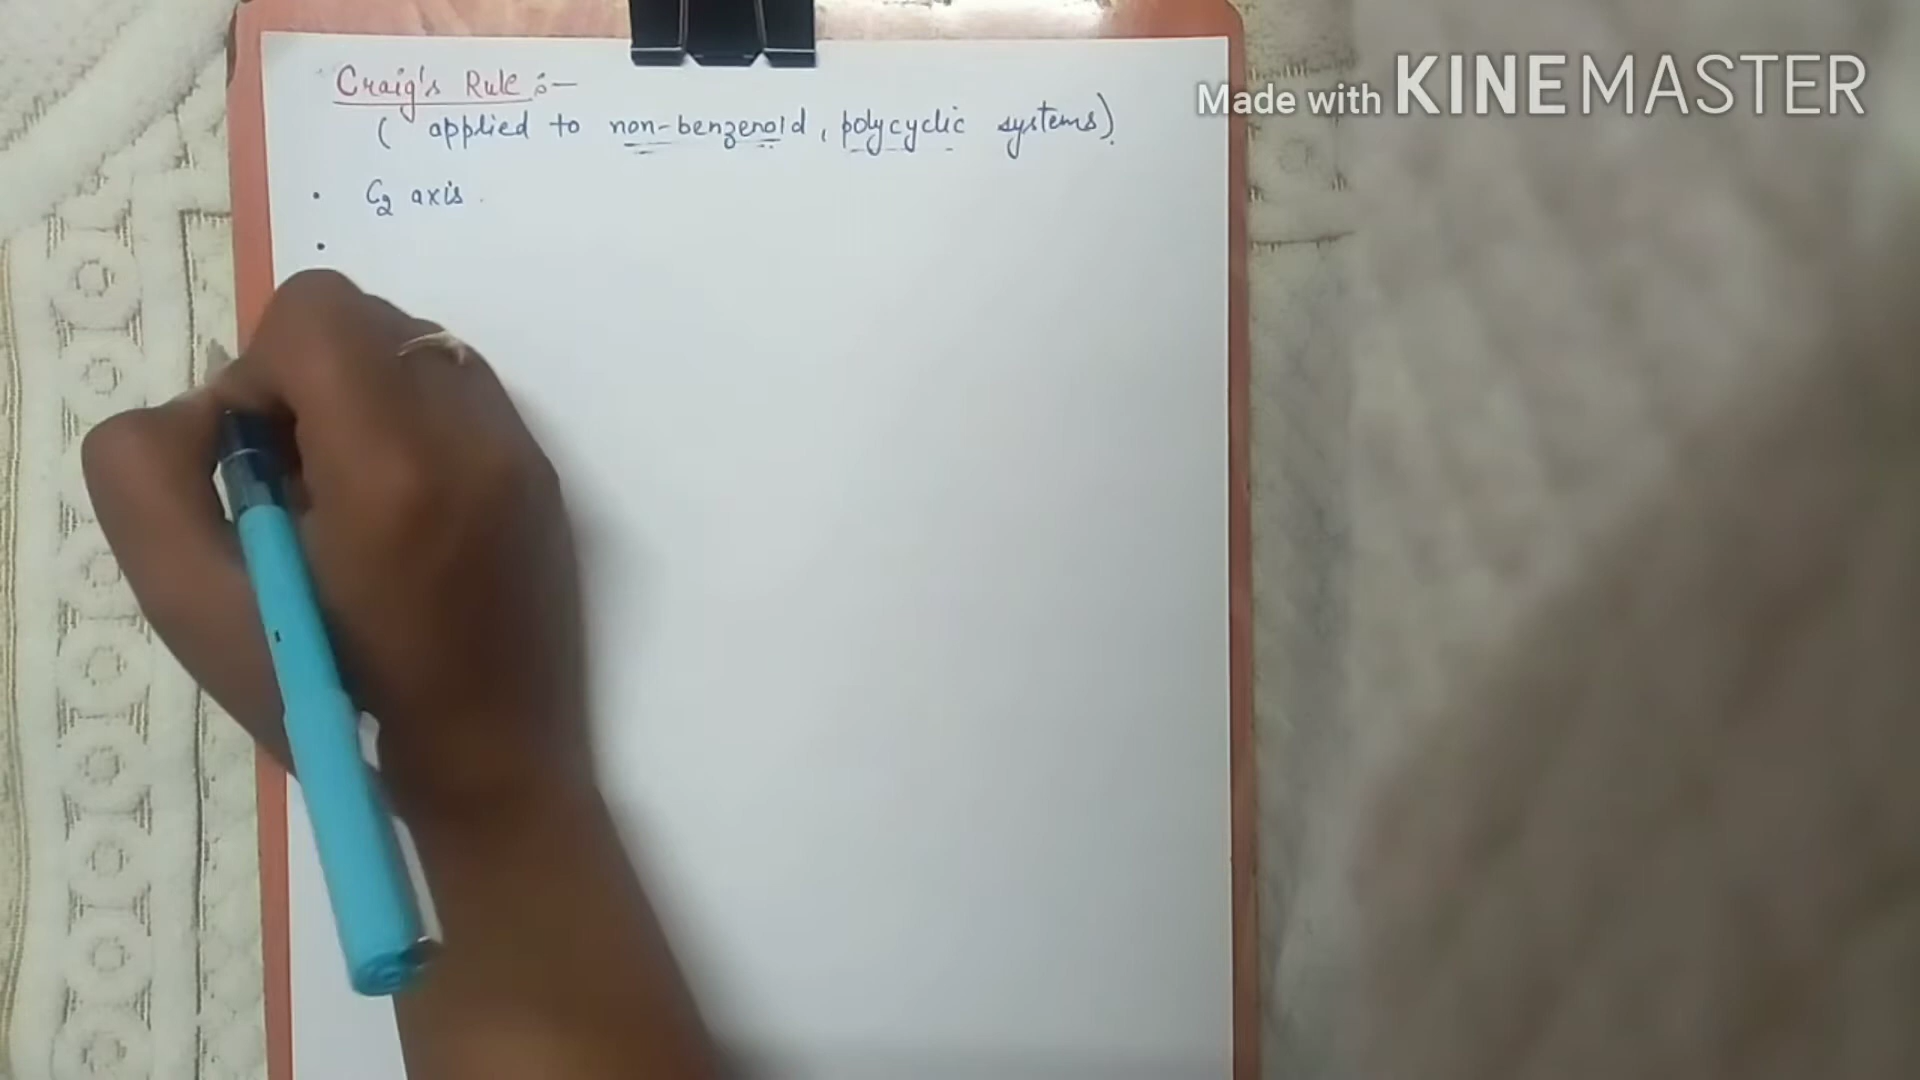 Craig's Rule :-
( applied to non-benzenoid, polycyclic systems).
• C2 axis.
•
Made with KINEMASTER